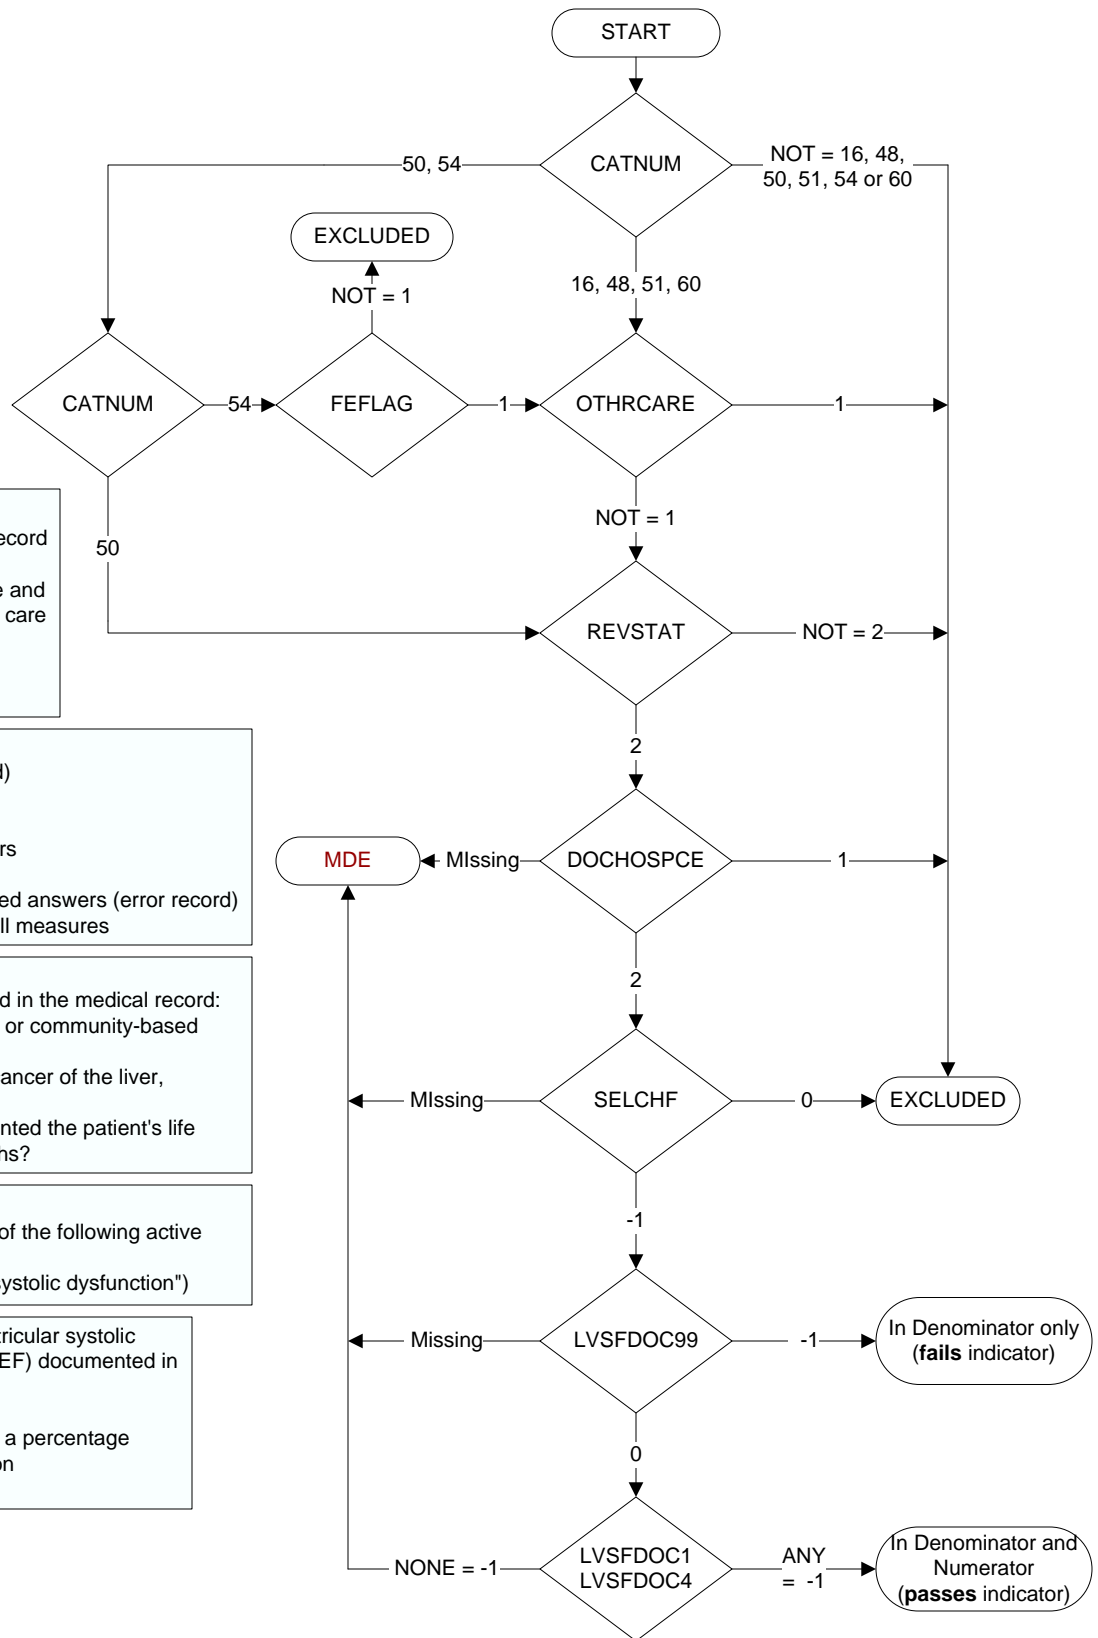 START
CATNUM
50, 54
NOT = 16, 48,
50, 51, 54 or 60
EXCLUDED
NOT = 1
16, 48, 51, 60
CATNUM
54
FEFLAG
1
OTHRCARE
1
NOT = 1
50
ecord
e and
care
REVSTAT
NOT = 2
2
d)
rs
ed answers (error record)
ll measures
MDE
MIssing
DOCHOSPCE
1
2
d in the medical record:
or community-based
ancer of the liver,
nted the patient's life
hs?
MIssing
SELCHF
0
EXCLUDED
-1
of the following active
systolic dysfunction")
Missing
LVSFDOC99
-1
In Denominator only
(fails indicator)
tricular systolic
EF) documented in
a percentage
on
0
NONE = -1
LVSFDOC1
LVSFDOC4
ANY
= -1
In Denominator and
Numerator
(passes indicator)